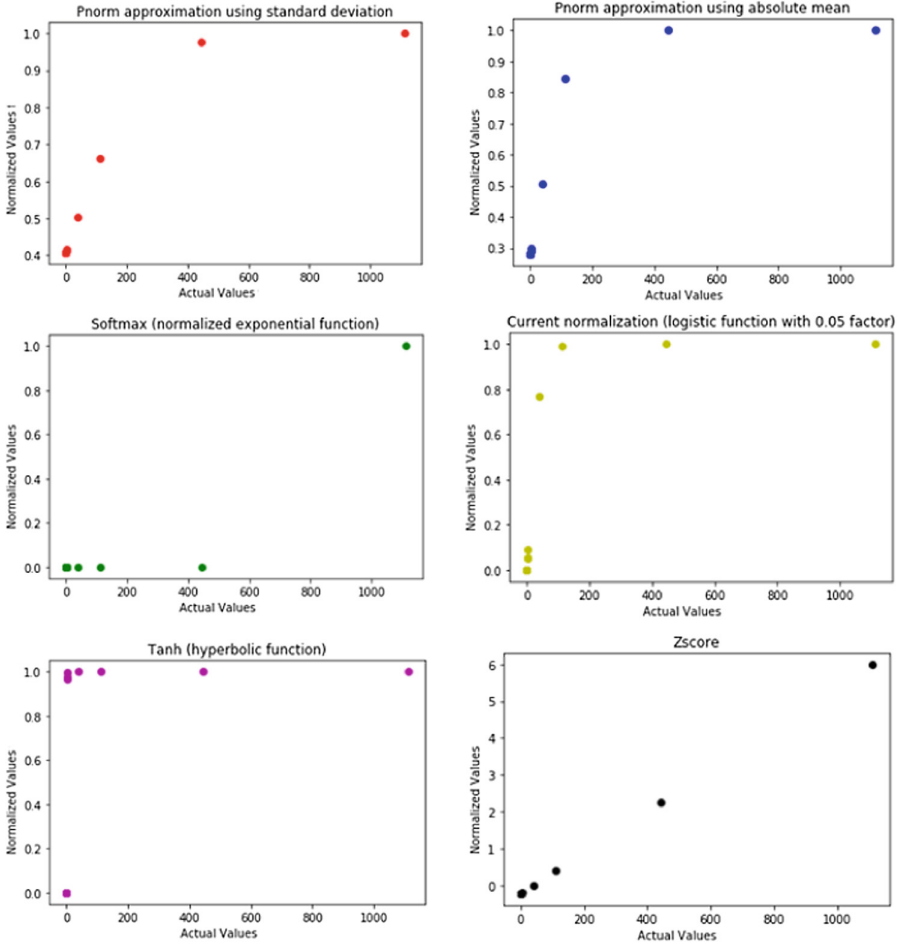 Pnorm approximation using standard deviation
1.0
0.9
0.8
0.7
0.6
0.5
0.4
Normalized Values !
0 200 400 600 800 1000
Actual Values
Pnorm approximation using absolute mean
1.0
0.9
0.8
0.7
0.6
0.5
0.4
0.3
Normalized Values
0 200 400 600 800 1000
Actual Values
Softmax (normalized exponential function)
1.0
0.8
0.6
0.4
0.2
0.0
Normalized Values
0 200 400 600 800 1000
Actual Values
Current normalization (logistic function with 0.05 factor)
1.0
0.8
0.6
0.4
0.2
0.0
Normalized Values
0 200 400 600 800 1000
Actual Values
Tanh (hyperbolic function)
1.0
0.8
0.6
0.4
0.2
0.0
Normalized Values
0 200 400 600 800 1000
Actual Values
Zscore
6
5
4
3
2
1
0
Normalized Values
0 200 400 600 800 1000
Actual Values